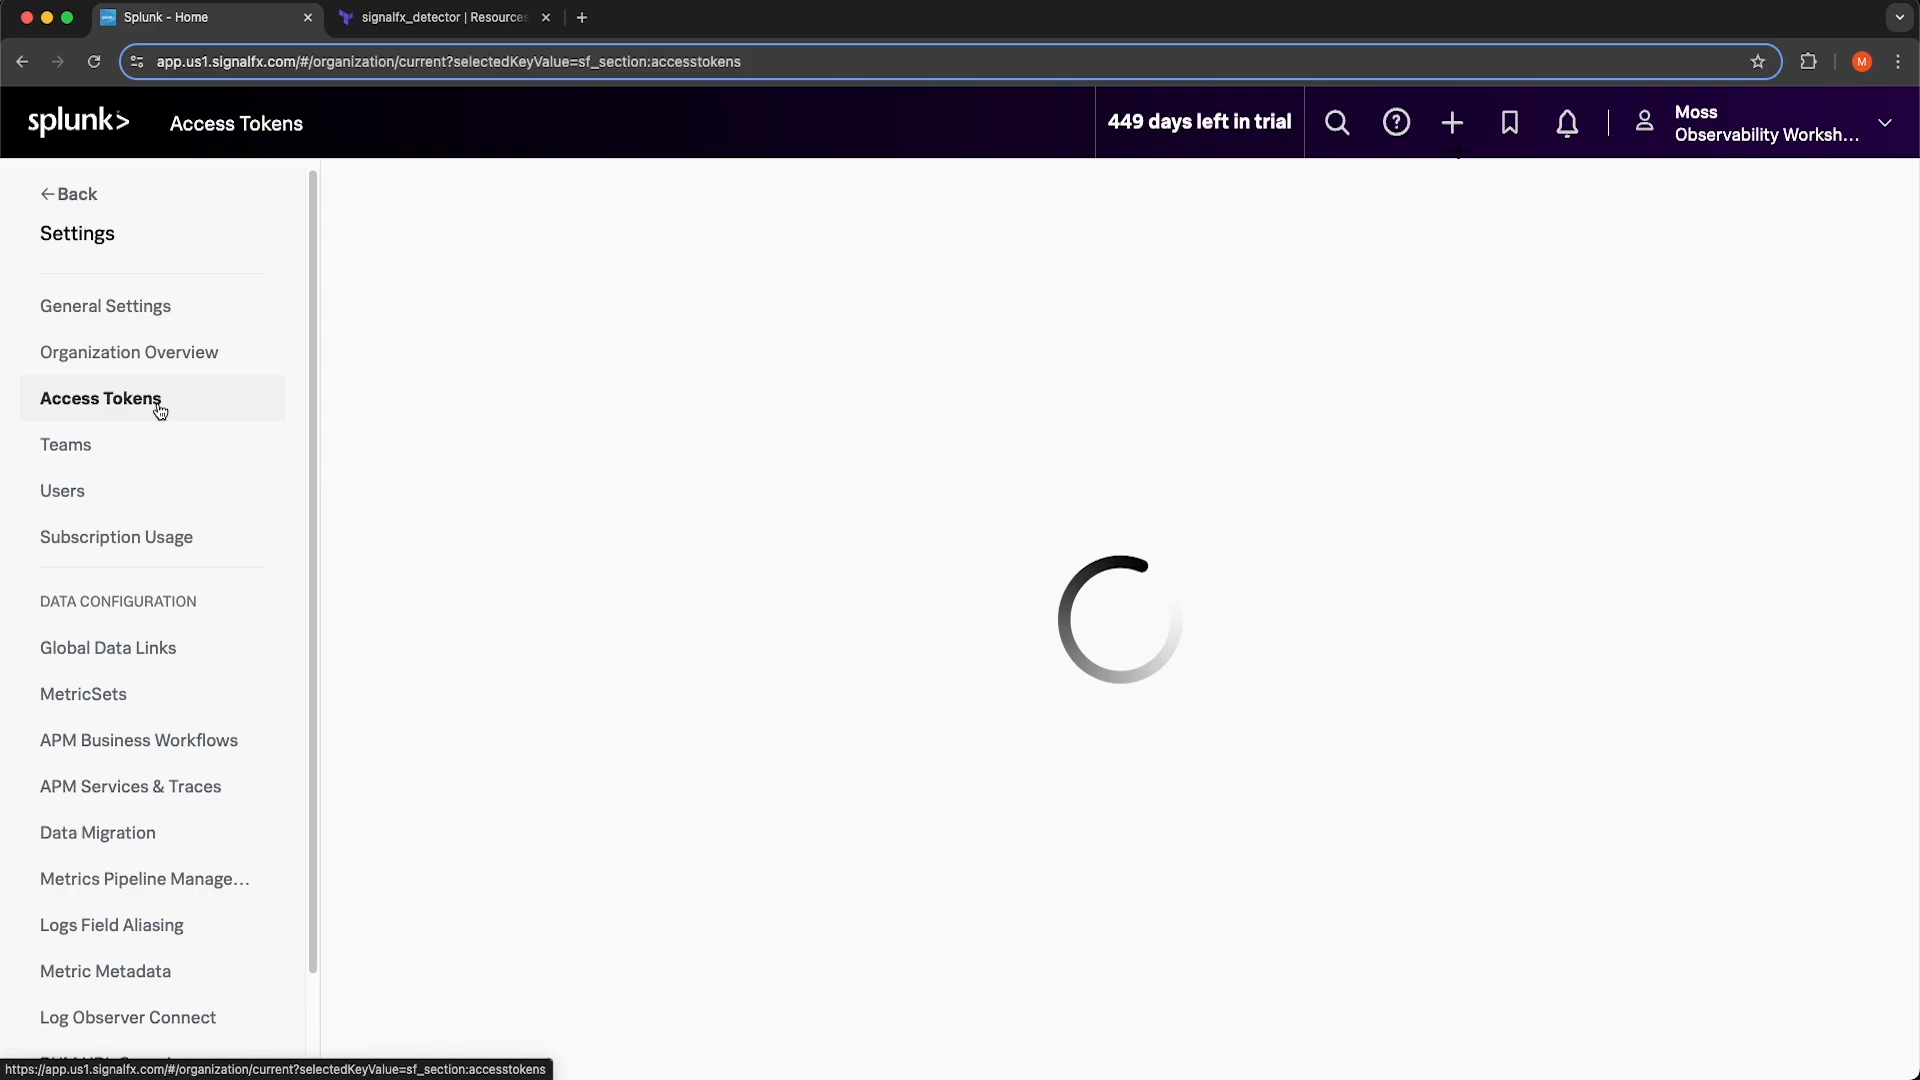 Splunk - Home
signalfx_detector | Resources
app.us1.signalfx.com/#/organization/current?selectedKeyValue=sf_section:accesstokens
M
splunk>
Access Tokens
449 days left in trial
Moss
Observability Worksh...
Back
Settings
General Settings
Organization Overview
Access Tokens
Teams
Users
Subscription Usage
DATA CONFIGURATION
Global Data Links
MetricSets
APM Business Workflows
APM Services & Traces
Data Migration
Metrics Pipeline Manage...
Logs Field Aliasing
Metric Metadata
Log Observer Connect
https://app.us1.signalfx.com/#/organization/current?selectedKeyValue=sf_section:accesstokens